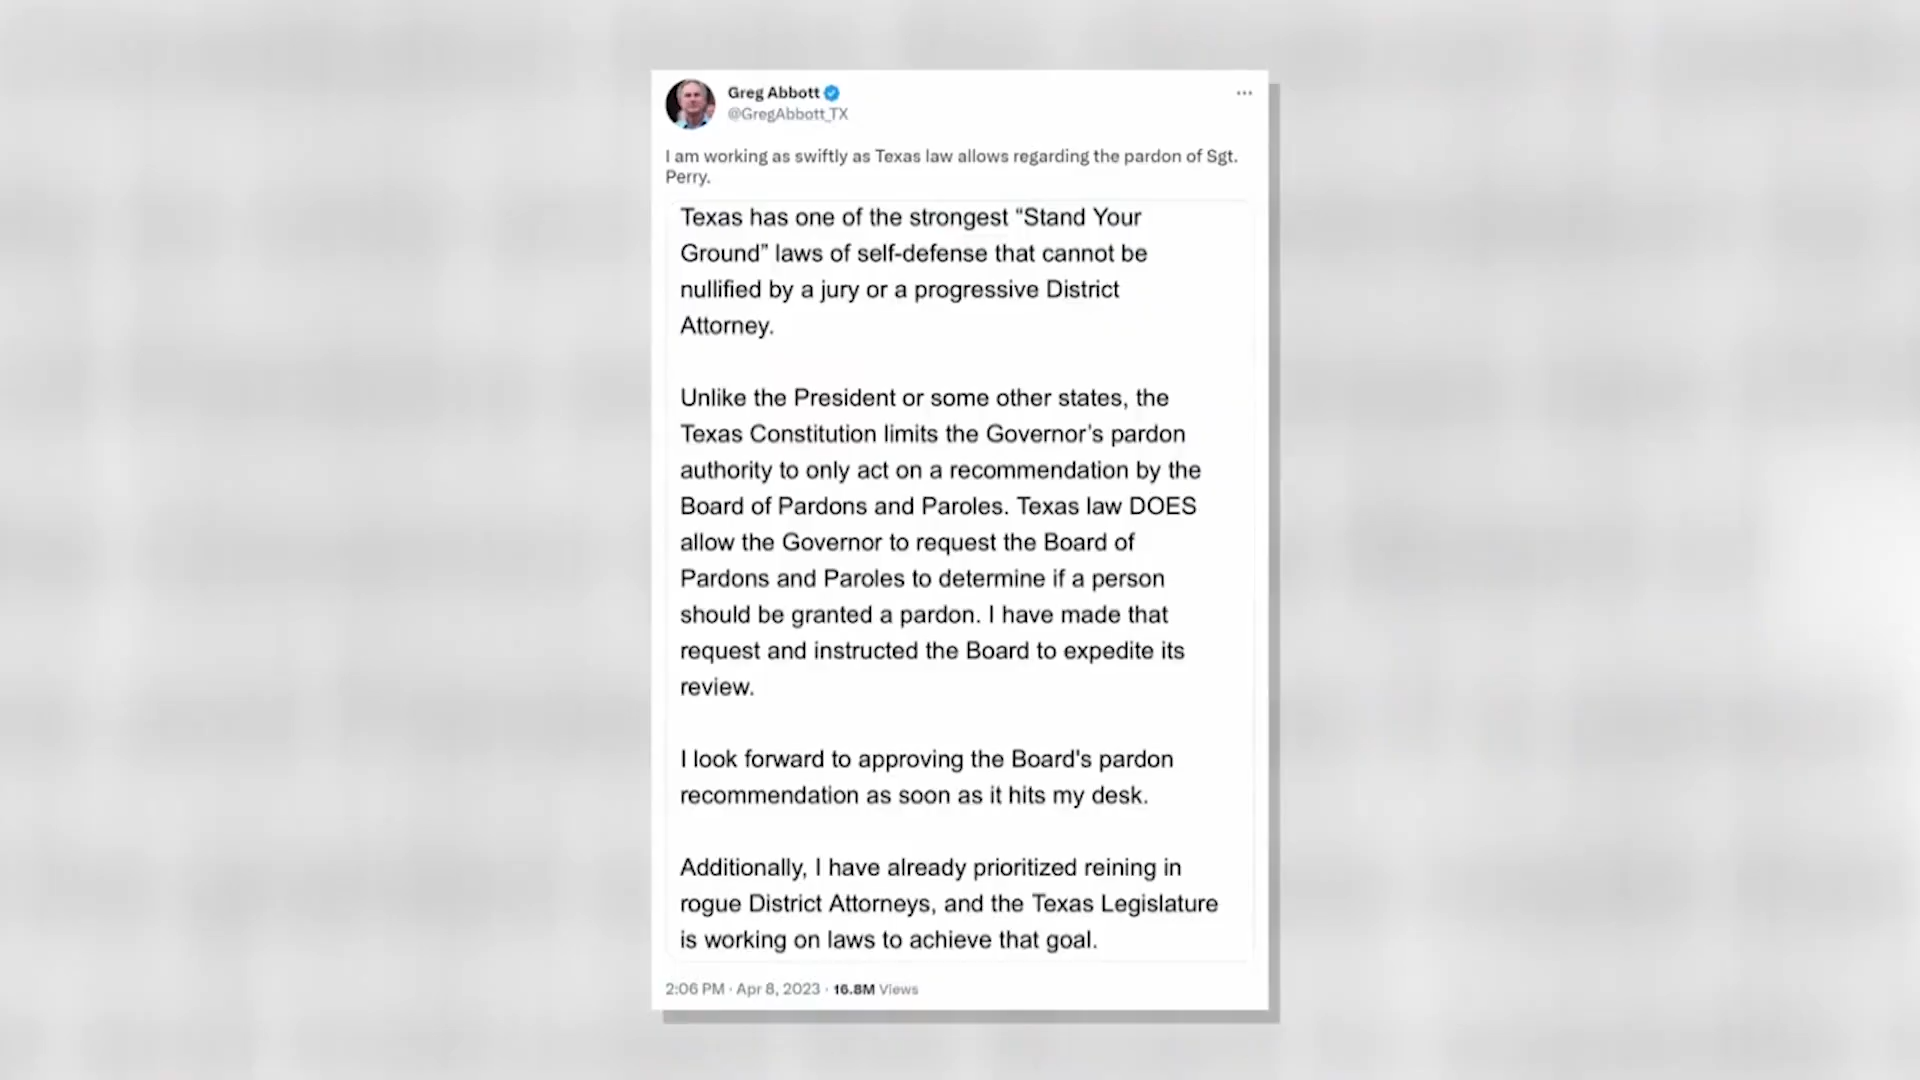 Greg Abbott
@GregAbbott_TX
I am working as swiftly as Texas law allows regarding the pardon of Sgt.
Perry.
Texas has one of the strongest “Stand Your
Ground” laws of self-defense that cannot be
nullified by a jury or a progressive District
Attorney.
Unlike the President or some other states, the
Texas Constitution limits the Governor's pardon
authority to only act on a recommendation by the
Board of Pardons and Paroles. Texas law DOES
allow the Governor to request the Board of
Pardons and Paroles to determine if a person
should be granted a pardon. I have made that
request and instructed the Board to expedite its
review.
I look forward to approving the Board's pardon
recommendation as soon as it hits my desk.
Additionally, I have already prioritized reining in
rogue District Attorneys, and the Texas Legislature
is working on laws to achieve that goal.
2:06 PM · Apr 8, 2023 · 16.8M Views